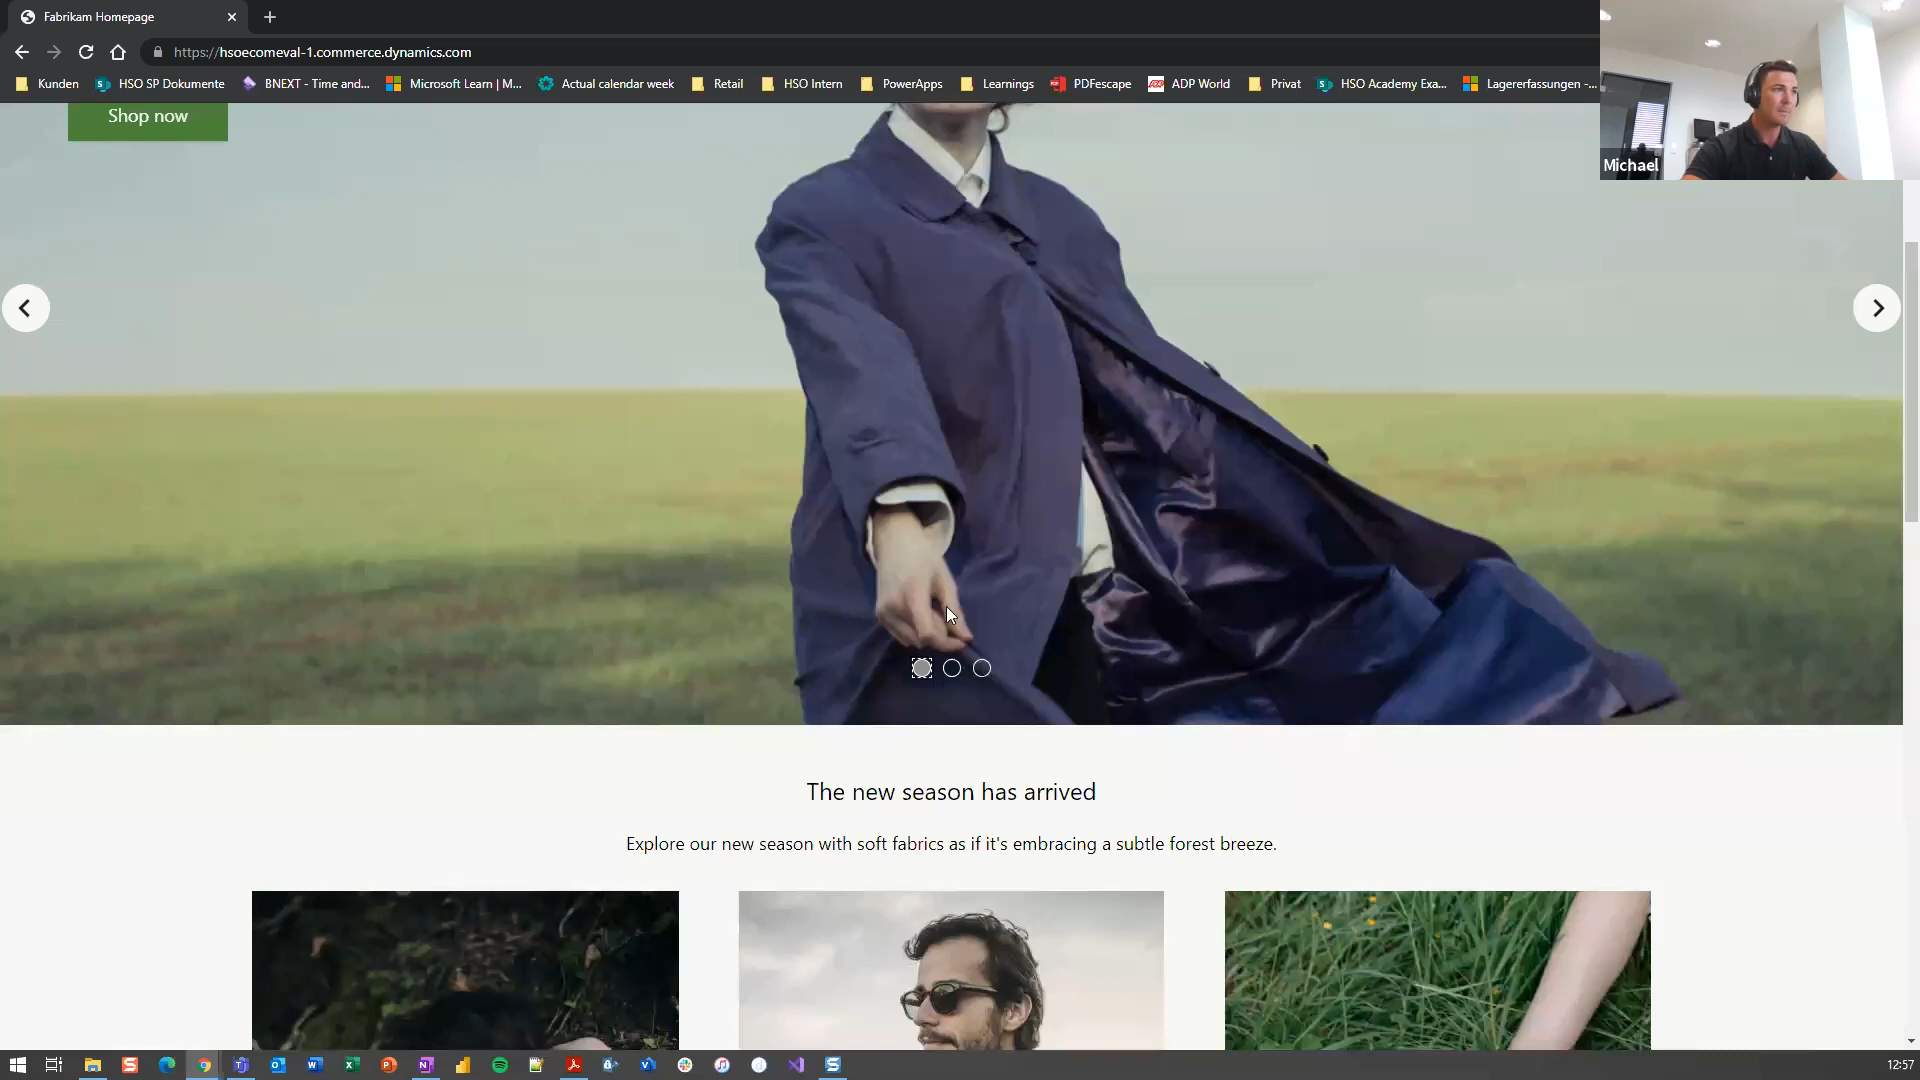 Fabrikam Homepage
https://hsoecomeval-1.commerce.dynamics.com
Kunden
HSO SP Dokumente
BNEXT - Time and...
Microsoft Learn | M...
Actual calendar week
Retail
HSO Intern
PowerApps
Learnings
PDFescape
ADP World
Privat
HSO Academy Exa...
Lagererfassungen -...
Michael
Shop now
The new season has arrived
Explore our new season with soft fabrics as if it's embracing a subtle forest breeze.
12:57